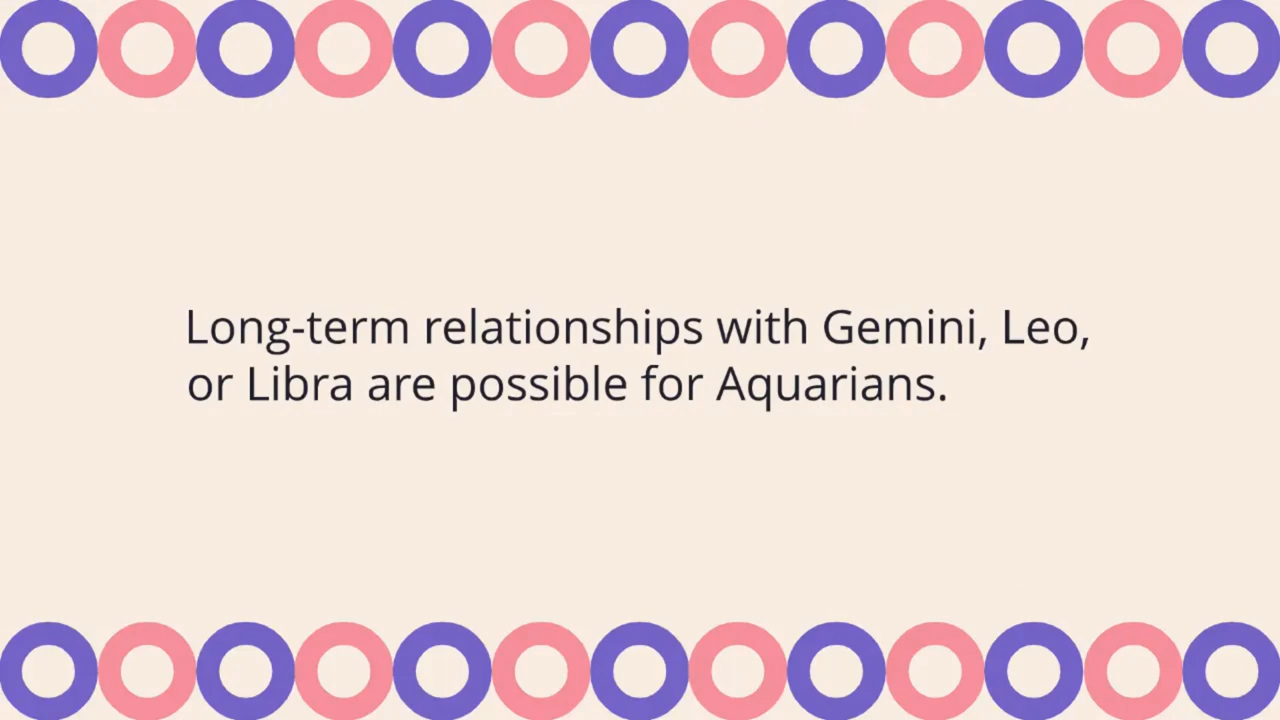 Long-term relationships with Gemini, Leo,
or Libra are possible for Aquarians.